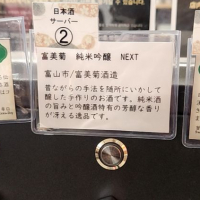 日本酒
サーバー
②
富美菊 純米吟醸 NEXT
富山市/富美菊酒造
昔ながらの手法を随所にいかして
醸した手作りのお酒です。純米酒
の旨みと吟醸酒特有の芳醇な香り
が冴える逸品です。